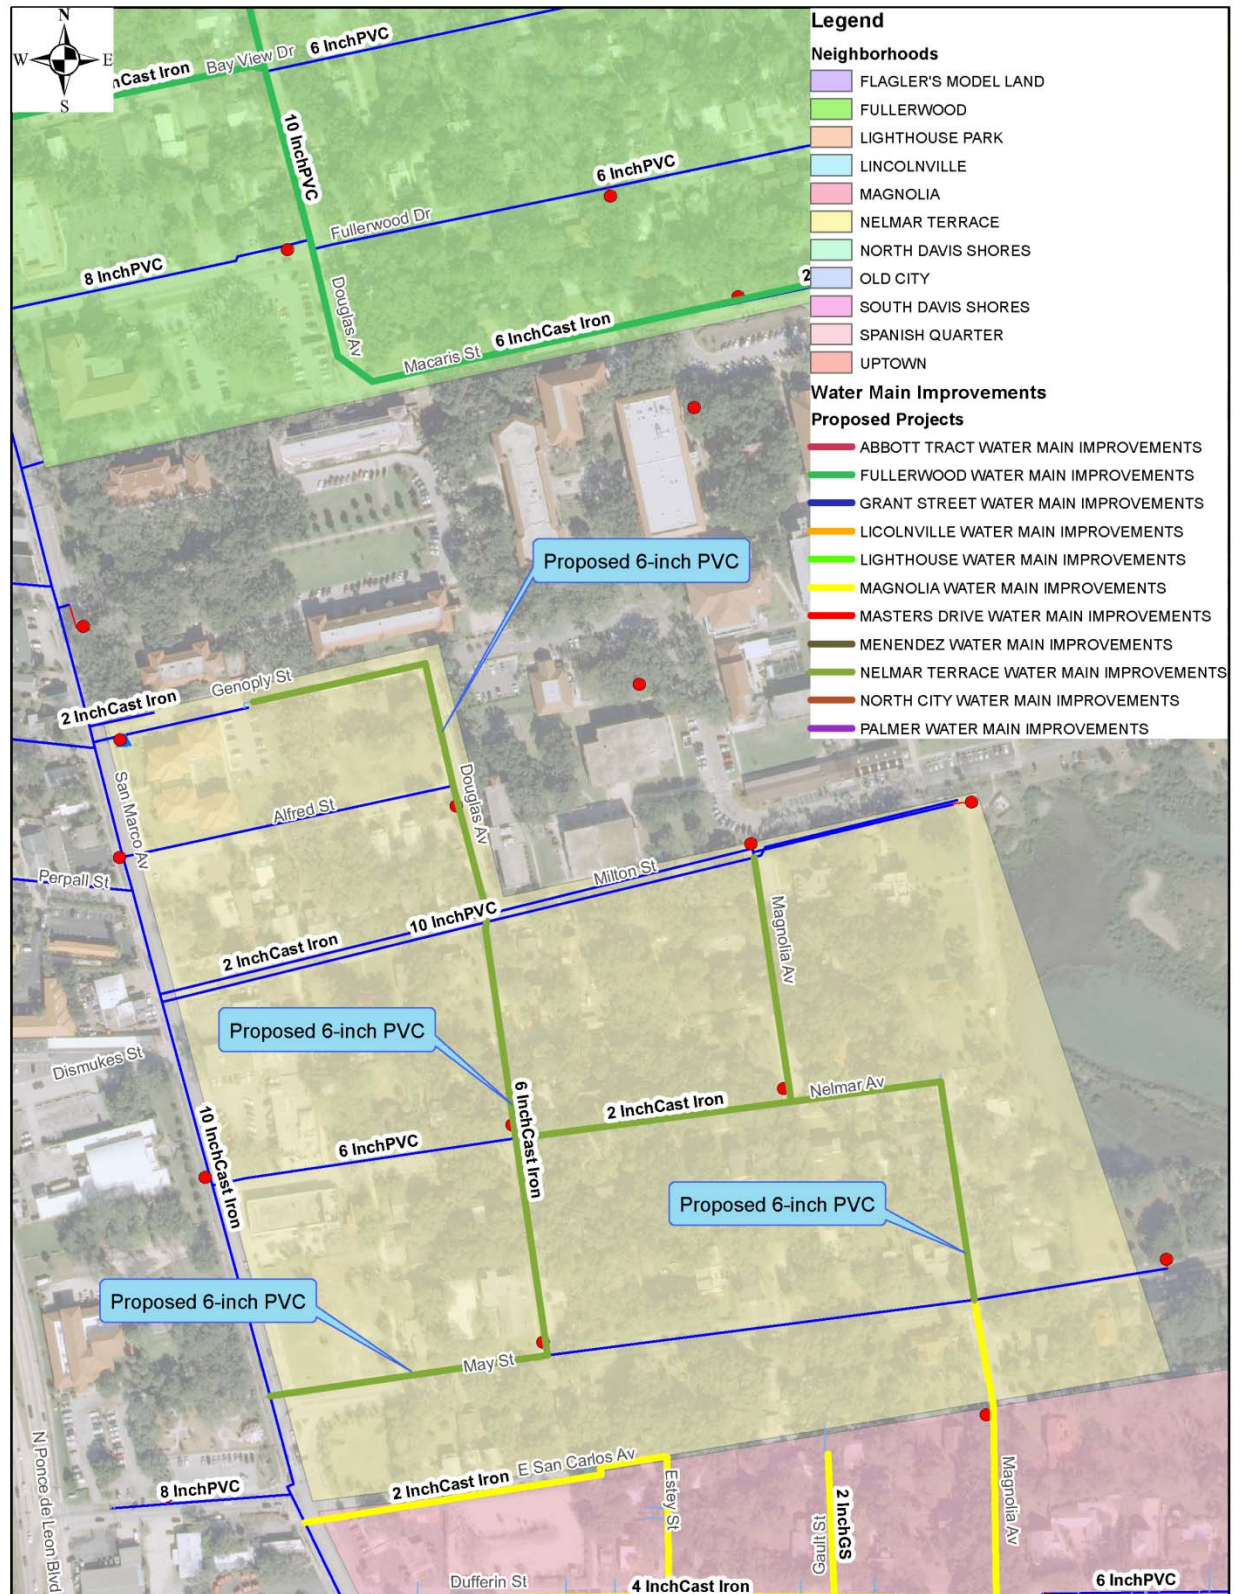 N
W E
S
Legend
Neighborhoods
FLAGLER'S MODEL LAND
FULLERWOOD
LIGHTHOUSE PARK
LINCOLNVILLE
MAGNOLIA
NELMAR TERRACE
NORTH DAVIS SHORES
OLD CITY
SOUTH DAVIS SHORES
SPANISH QUARTER
UPTOWN
Water Main Improvements
Proposed Projects
ABBOTT TRACT WATER MAIN IMPROVEMENTS
FULLERWOOD WATER MAIN IMPROVEMENTS
GRANT STREET WATER MAIN IMPROVEMENTS
LICOLNVILLE WATER MAIN IMPROVEMENTS
LIGHTHOUSE WATER MAIN IMPROVEMENTS
MAGNOLIA WATER MAIN IMPROVEMENTS
MASTERS DRIVE WATER MAIN IMPROVEMENTS
MENENDEZ WATER MAIN IMPROVEMENTS
NELMAR TERRACE WATER MAIN IMPROVEMENTS
NORTH CITY WATER MAIN IMPROVEMENTS
PALMER WATER MAIN IMPROVEMENTS
6 InchPVC
Bay View Dr
Cast Iron
10 InchPVC
6 InchPVC
Fullerwood Dr
8 InchPVC
Douglas Av
2
6 InchCast Iron
Macaris St
Proposed 6-inch PVC
Genoply St
2 InchCast Iron
San Marco Av
Douglas Av
Alfred St
Perpall St
Milton St
10 InchPVC
2 InchCast Iron
Magnolia Av
Proposed 6-inch PVC
Dismukes St
Nelmar Av
2 InchCast Iron
6 InchCast Iron
6 InchPVC
10 InchCast Iron
Proposed 6-inch PVC
Proposed 6-inch PVC
May St
N Ponce de Leon Blvd
E San Carlos Av
2 InchCast Iron
8 InchPVC
Estey St
Gault St
2 InchGS
Magnolia Av
Dufferin St
4 InchCast Iron
6 InchPVC